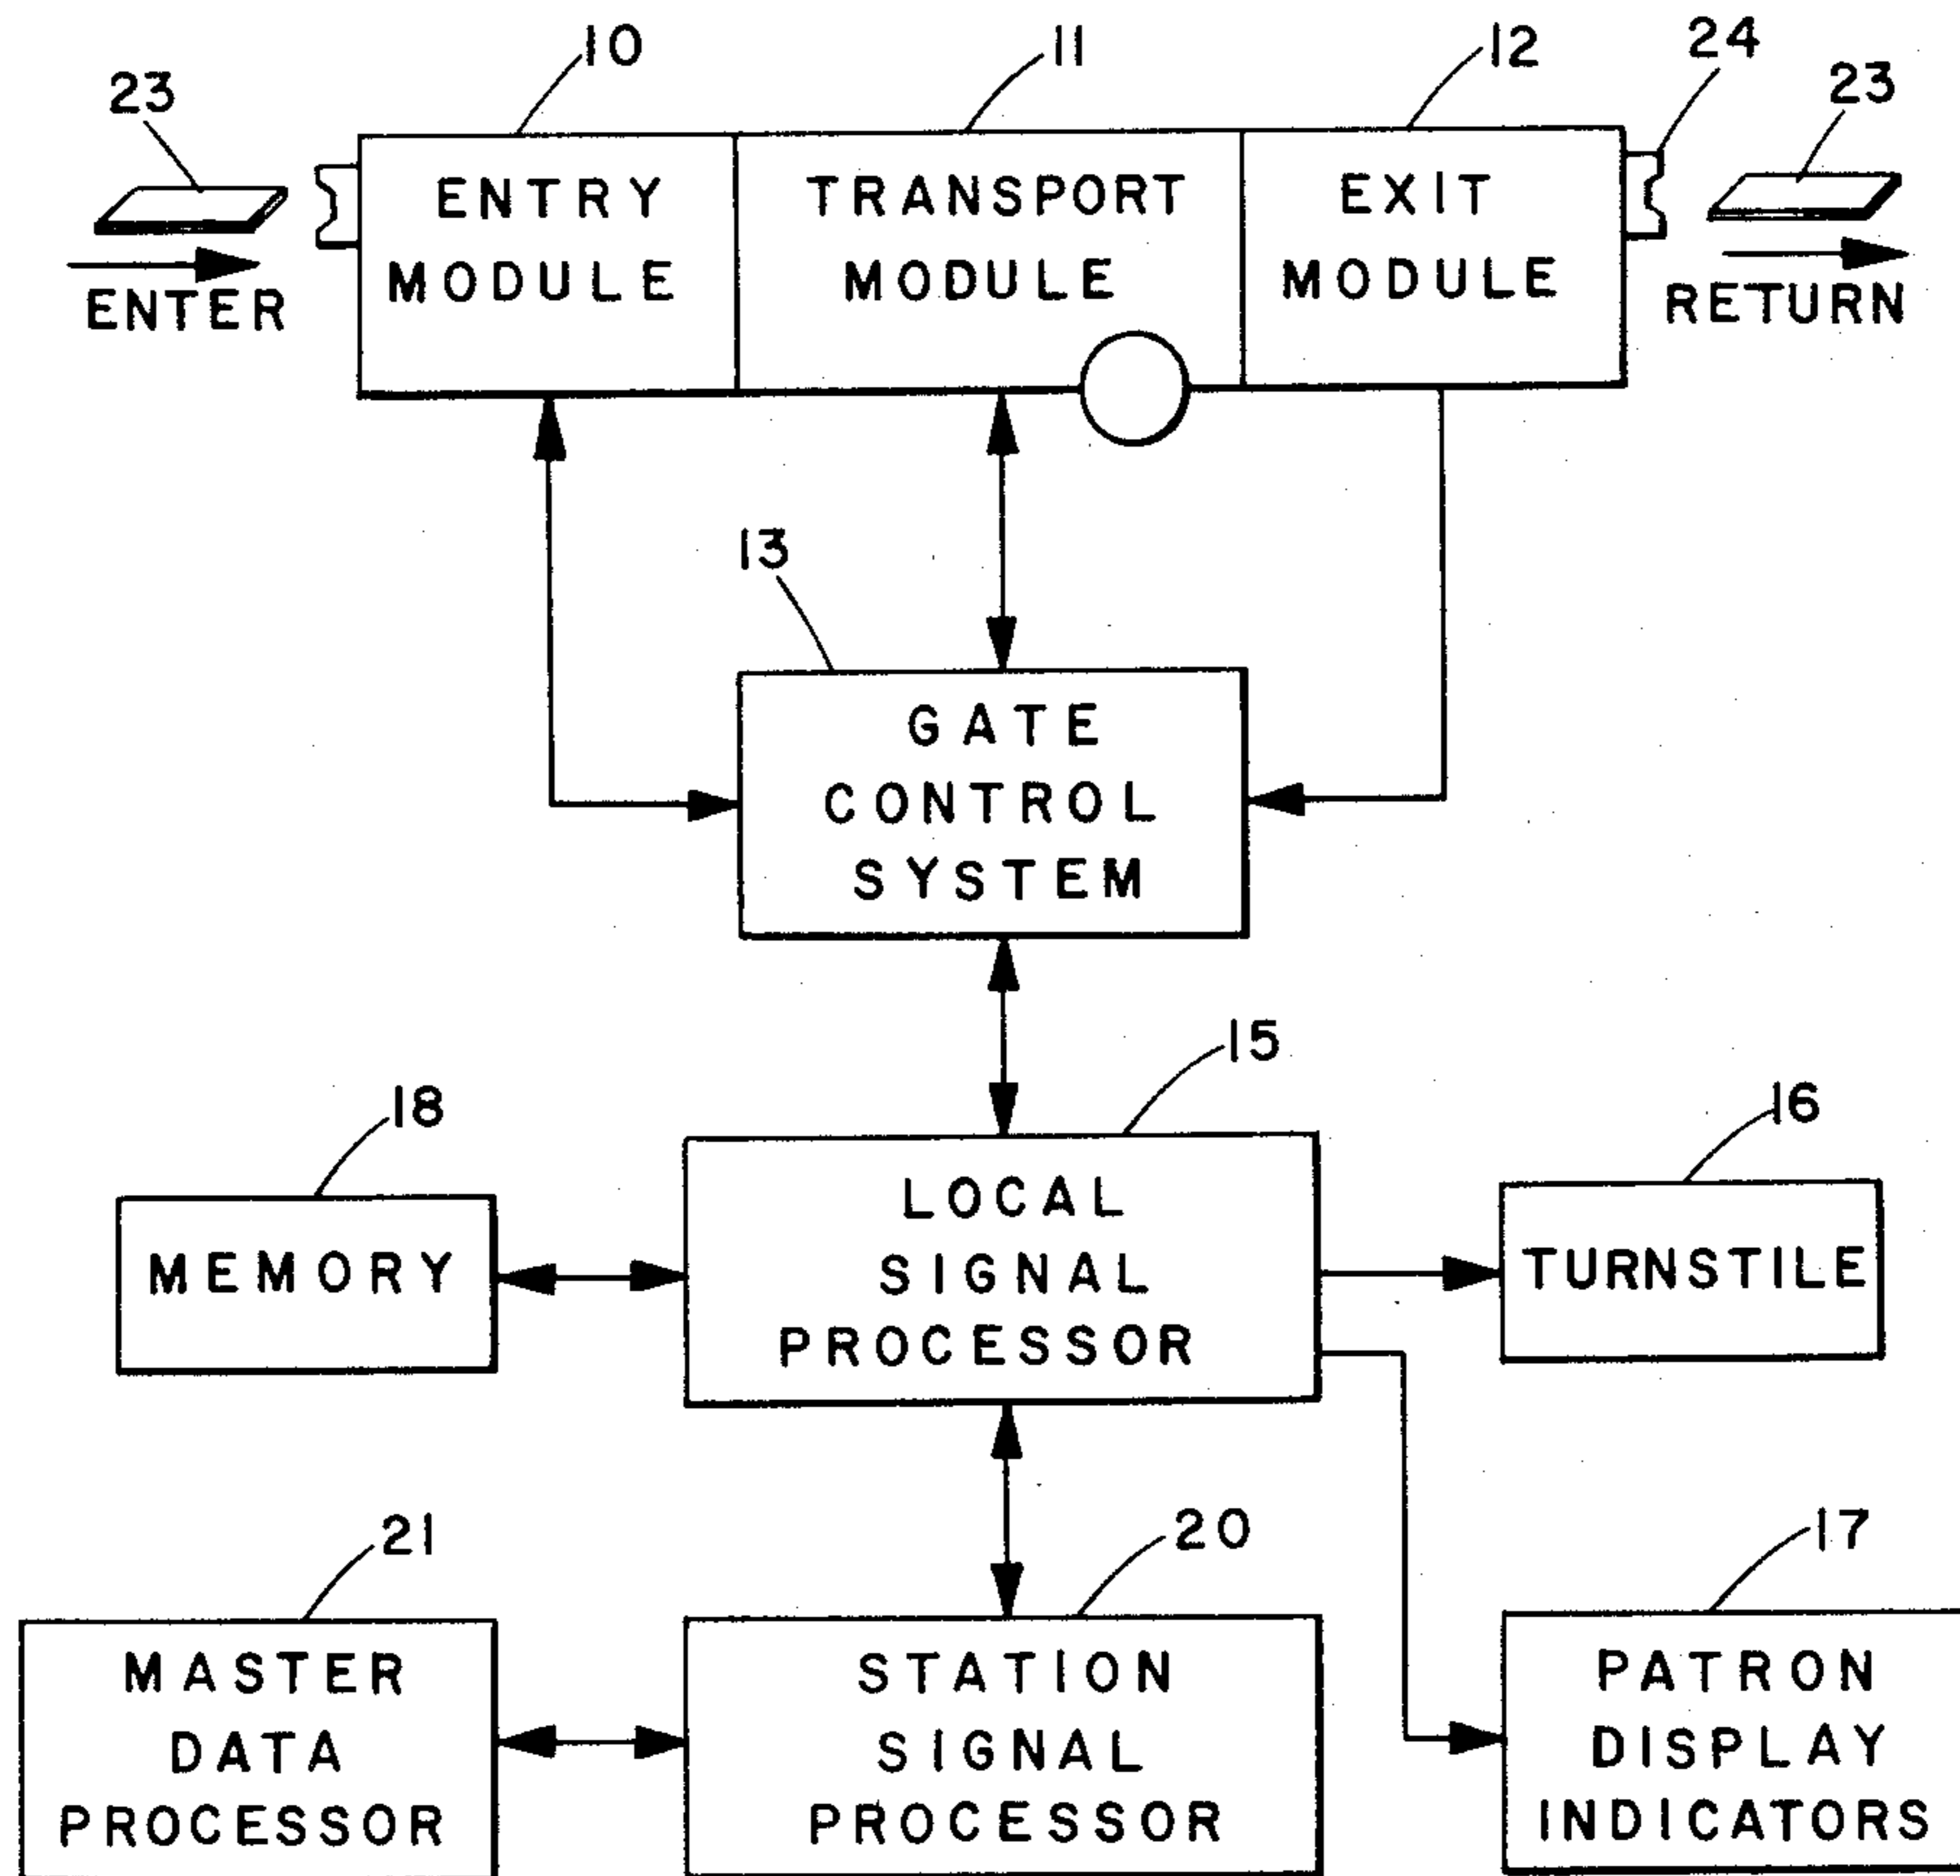 10
11
12
24
23
23
ENTRY MODULE
TRANSPORT MODULE
EXIT MODULE
ENTER
RETURN
13
GATE
CONTROL
SYSTEM
15
18
16
LOCAL
SIGNAL
PROCESSOR
MEMORY
TURNSTILE
21
20
17
MASTER
DATA
PROCESSOR
STATION
SIGNAL
PROCESSOR
PATRON
DISPLAY
INDICATORS